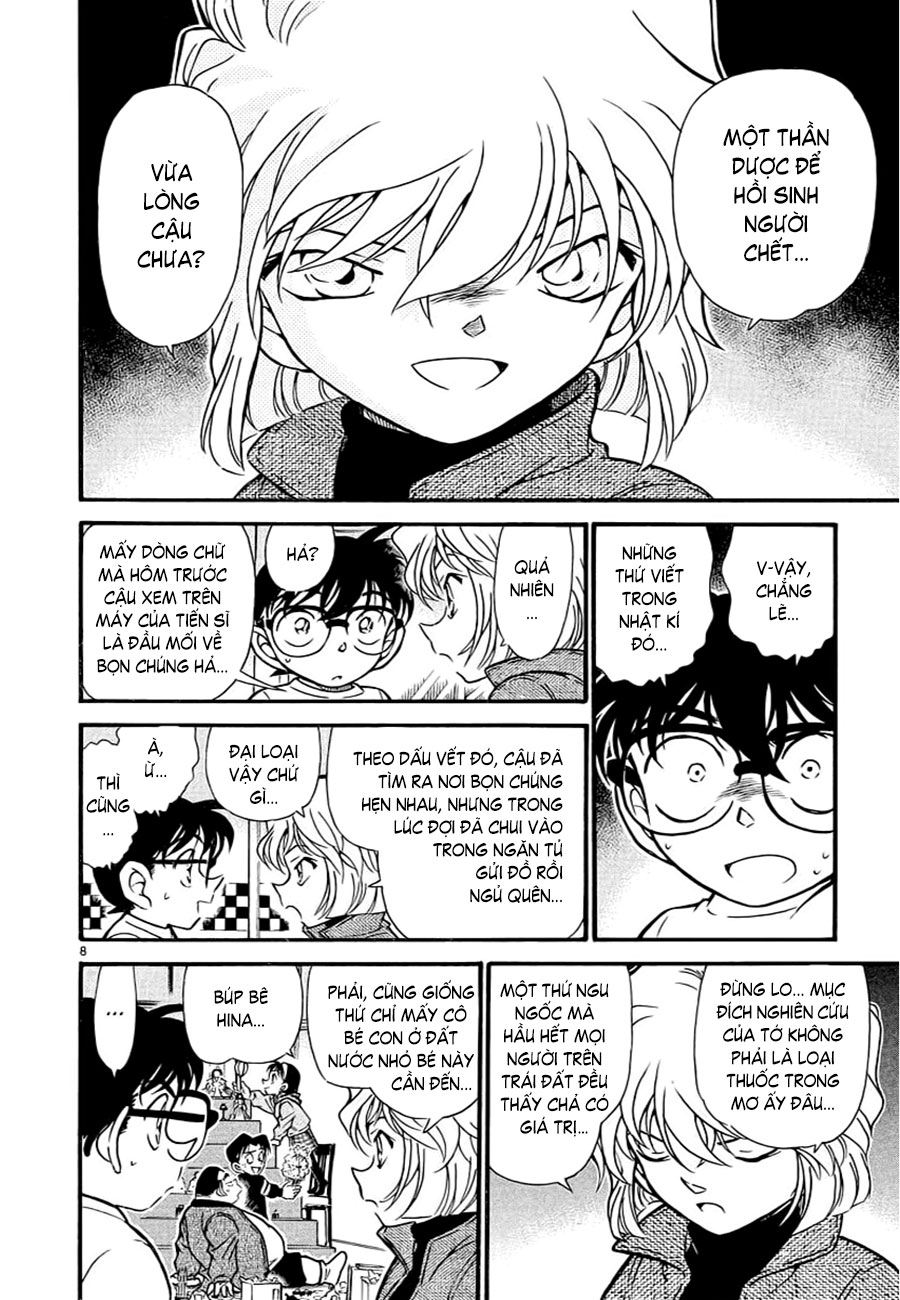 MỘT THẦN
DƯỢC ĐỂ
HỒI SINH
NGƯỜI
CHẾT...
VỪA
LÒNG
CẬU
CHƯA?
V-VẬY,
CHẲNG
LẼ...
NHỮNG
THỨ VIẾT
TRONG
NHẬT KÍ
ĐÓ...
QUẢ
NHIÊN
...
HẢ?
MẤY DÒNG CHỮ
MÀ HÔM TRƯỚC
CẬU XEM TRÊN
MÁY CỦA TIẾN SĨ
LÀ ĐẦU MỐI VỀ
BỌN CHÚNG HẢ...
THEO DẤU VẾT ĐÓ, CẬU ĐÃ
TÌM RA NƠI BỌN CHÚNG
HẸN NHAU, NHƯNG TRONG
LÚC ĐỢI ĐÃ CHUI VÀO
TRONG NGĂN TỦ
GỬI ĐỒ RỒI
NGỦ QUÊN...
ĐẠI LOẠI
VẬY CHỨ
GÌ...
À,
Ừ...
THÌ
CŨNG
...
8
ĐỪNG LO... MỤC
ĐÍCH NGHIÊN CỨU
CỦA TỚ KHÔNG
PHẢI LÀ LOẠI
THUỐC TRONG
MƠ ẤY ĐÂU...
MỘT THỨ NGU
NGỐC MÀ
HẦU HẾT MỌI
NGƯỜI TRÊN
TRÁI ĐẤT ĐỀU
THẤY CHẢ CÓ
GIÁ TRỊ...
PHẢI, CŨNG GIỐNG
THỨ CHỈ MẤY CÔ
BÉ CON Ở ĐẤT
NƯỚC NHỎ BÉ NÀY
CẦN ĐẾN...
BÚP BÊ
HINA...
...